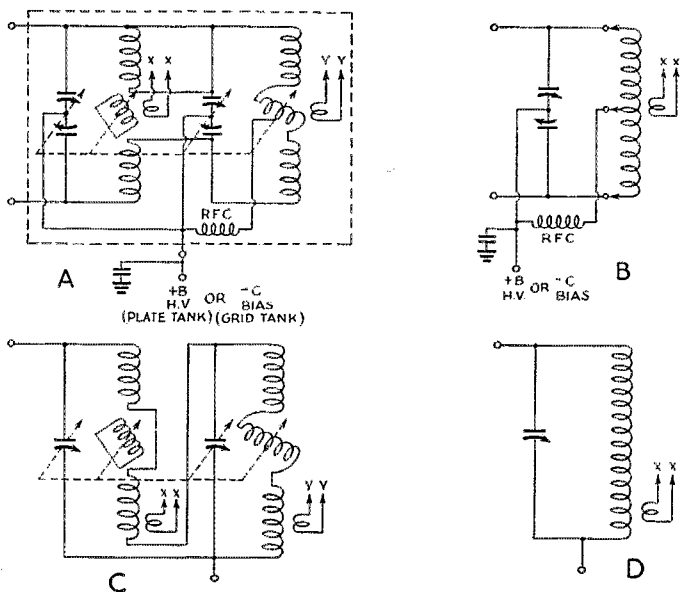 X X
Y Y
RFC
A
+B OR -C
H.V BIAS
(PLATE TANK) (GRID TANK)
X X
RFC
B
+B OR -C
H.V BIAS
X X
Y Y
C
X X
D